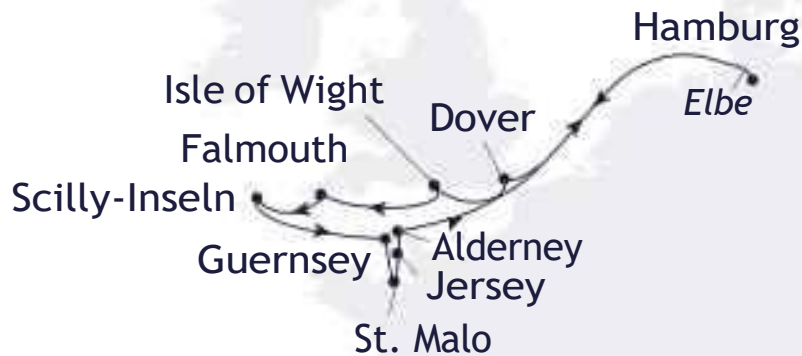 Hamburg
Elbe
Isle of Wight
Dover
Falmouth
Scilly-Inseln
Guernsey
Alderney
Jersey
St. Malo